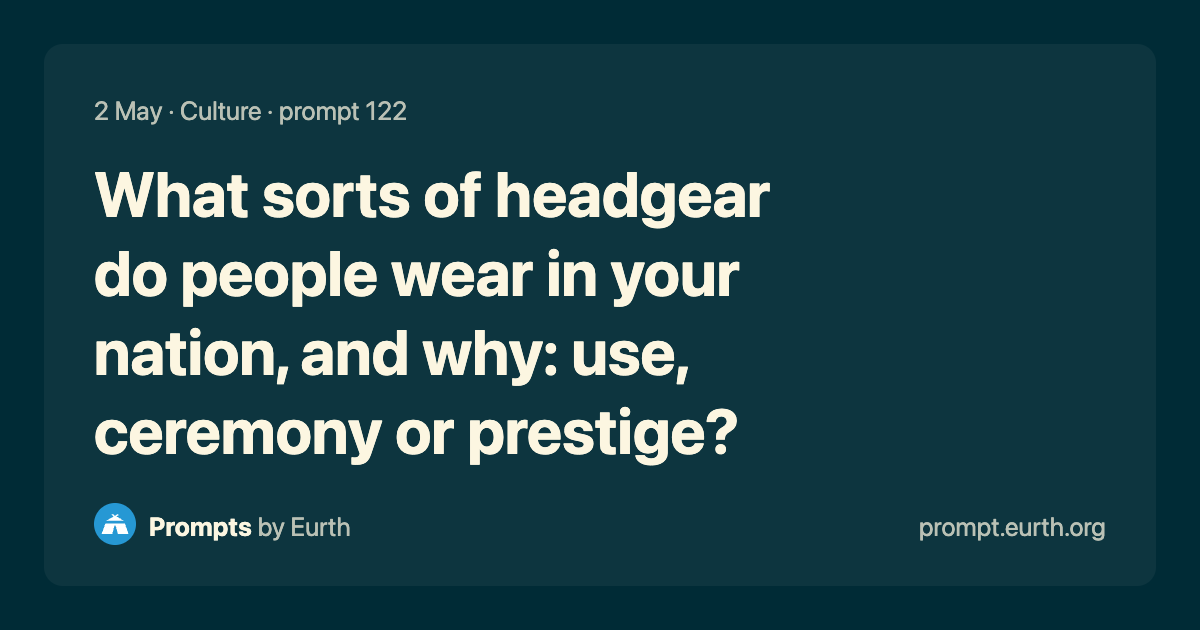 2 May · Culture · prompt 122
What sorts of headgear
do people wear in your
nation, and why: use,
ceremony or prestige?
Prompts by Eurth
prompt.eurth.org